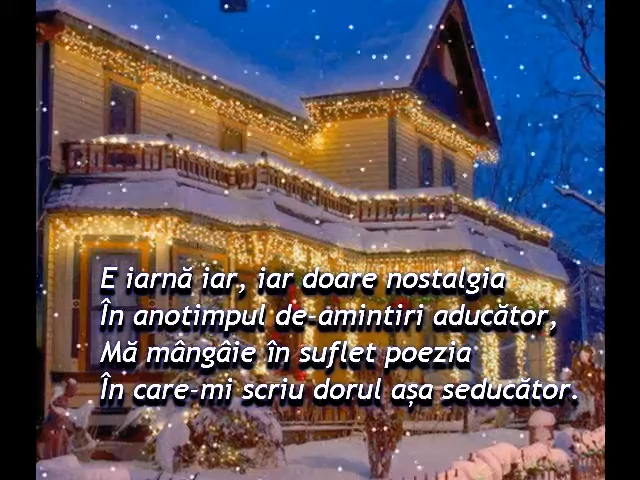 E iarnă iar, iar doare nostalgia
În anotimpul de-amintiri aducător,
Mă mângâie în suflet poezia
În care-mi scriu dorul așa seducător.